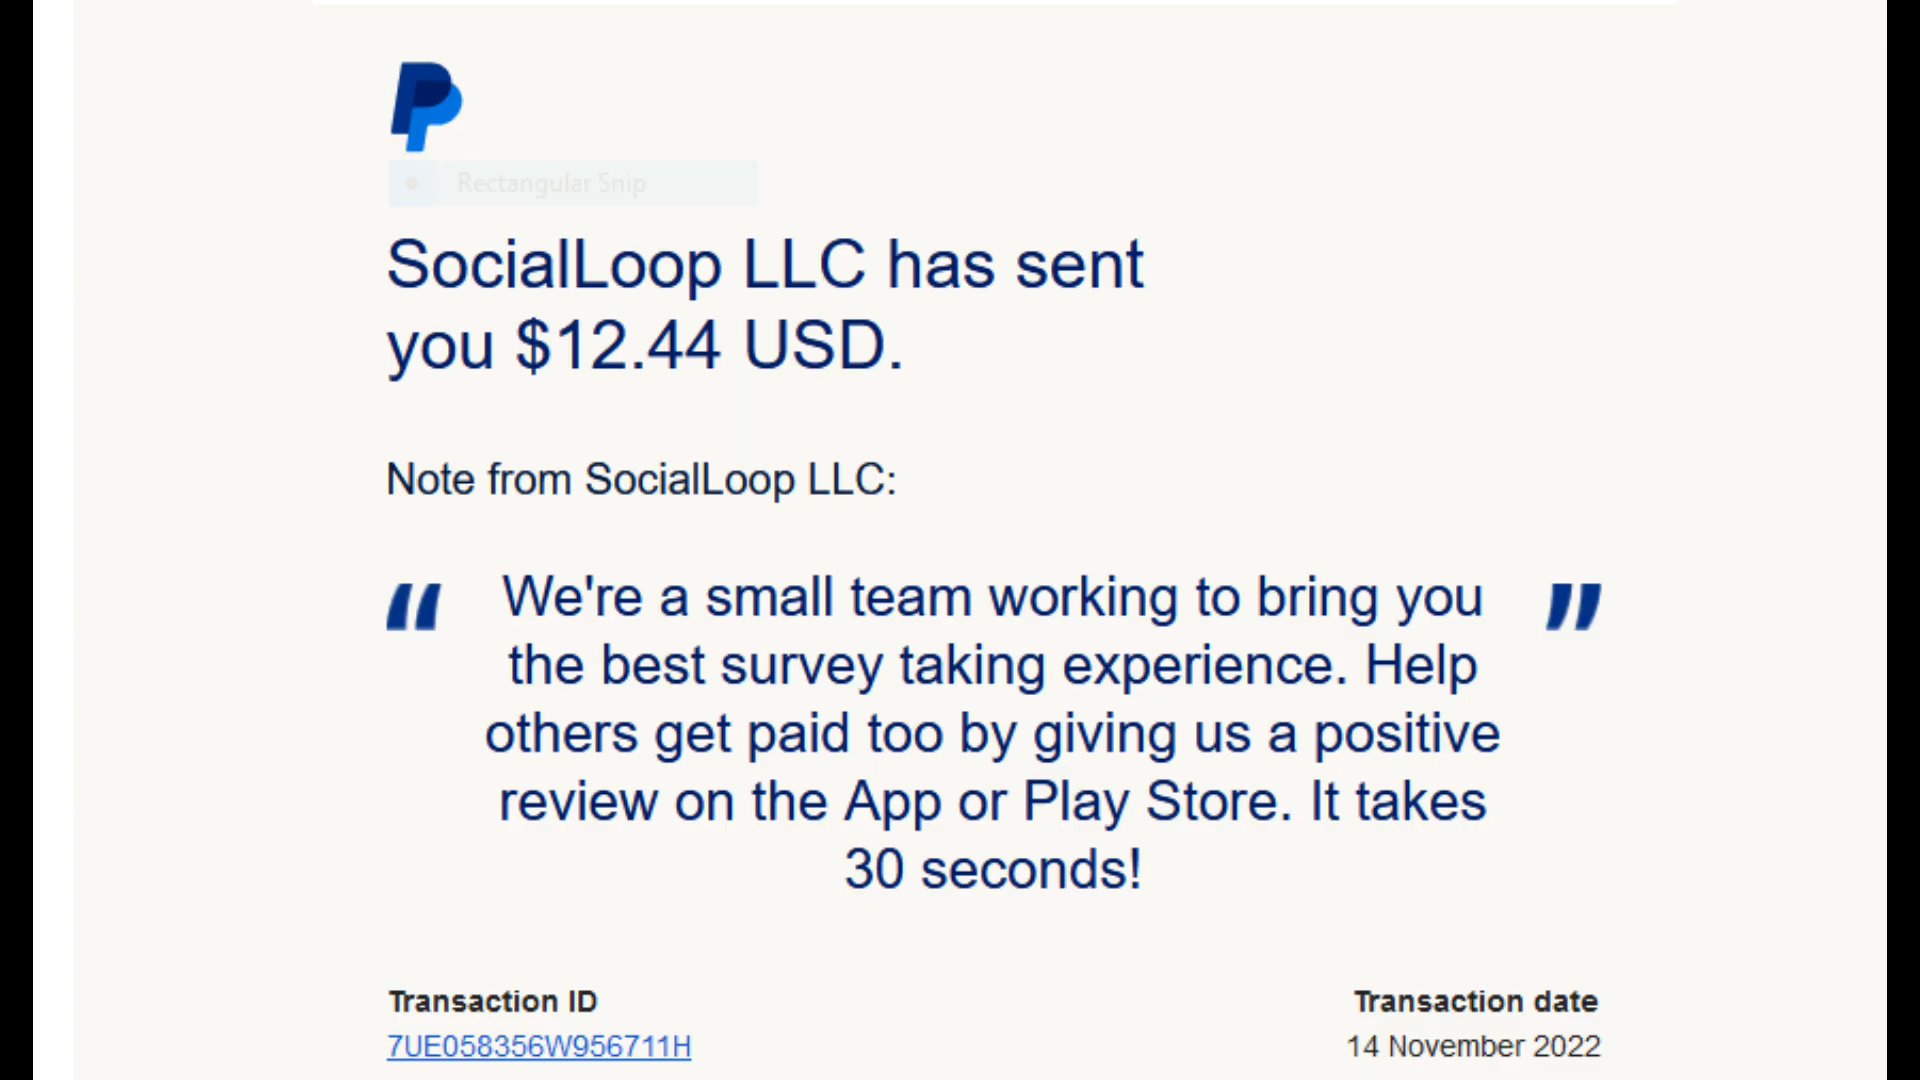 Rectangular Snip
SocialLoop LLC has sent
you $12.44 USD.
Note from SocialLoop LLC:
“ We're a small team working to bring you ”
the best survey taking experience. Help
others get paid too by giving us a positive
review on the App or Play Store. It takes
30 seconds!
Transaction ID
7UE058356W956711H
Transaction date
14 November 2022